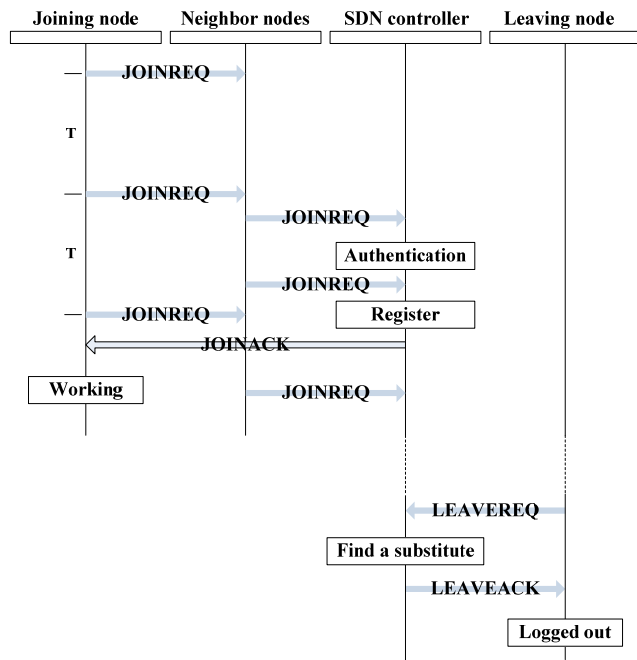 Joining node
Neighbor nodes
SDN controller
Leaving node
JOINREQ
T
JOINREQ
JOINREQ
Authentication
T
JOINREQ
JOINREQ
Register
JOINACK
Working
JOINREQ
LEAVEREQ
Find a substitute
LEAVEACK
Logged out